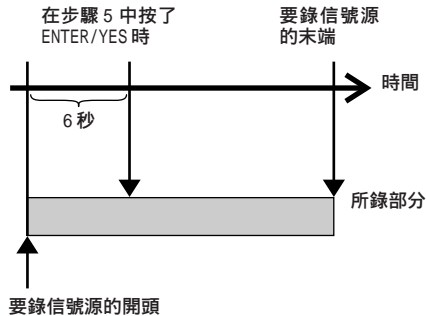 在步驟 5 中按了
ENTER/YES 時
要錄信號源
的末端
時間
6 秒
所錄部分
要錄信號源的開頭